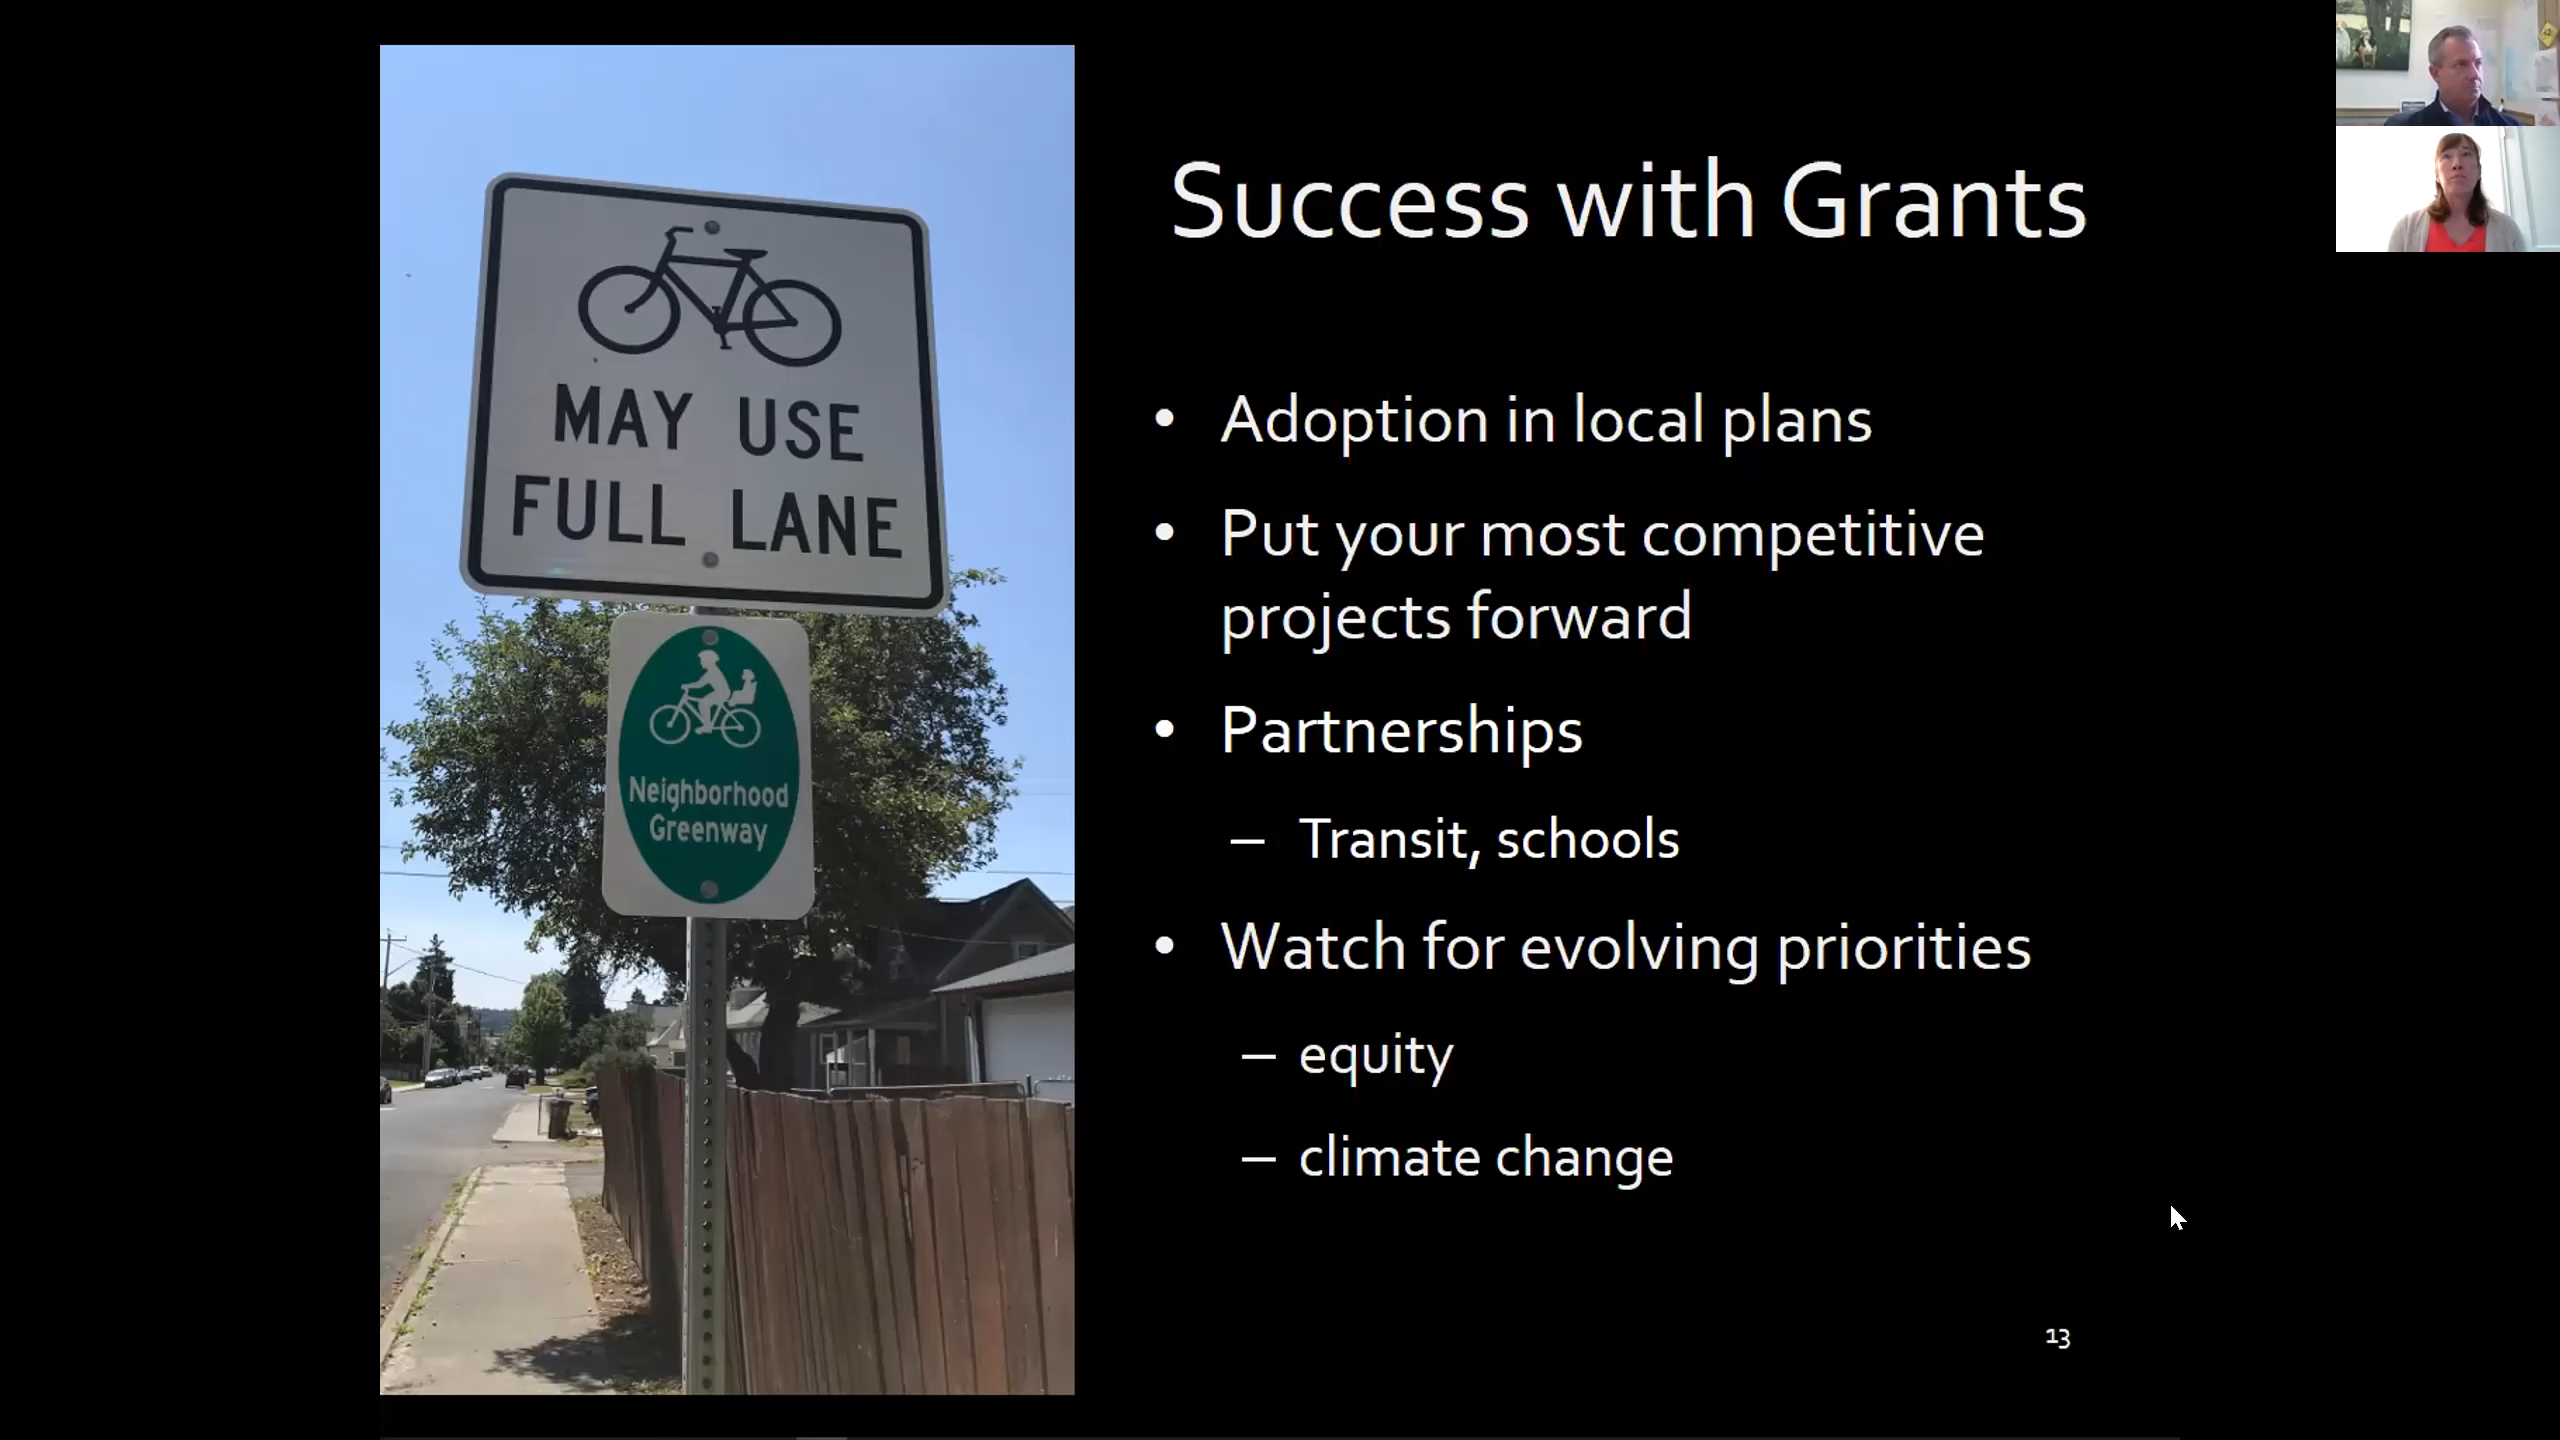 MAY USE
FULL LANE
Neighborhood
Greenway
Success with Grants
• Adoption in local plans
• Put your most competitive
projects forward
• Partnerships
– Transit, schools
• Watch for evolving priorities
– equity
– climate change
13